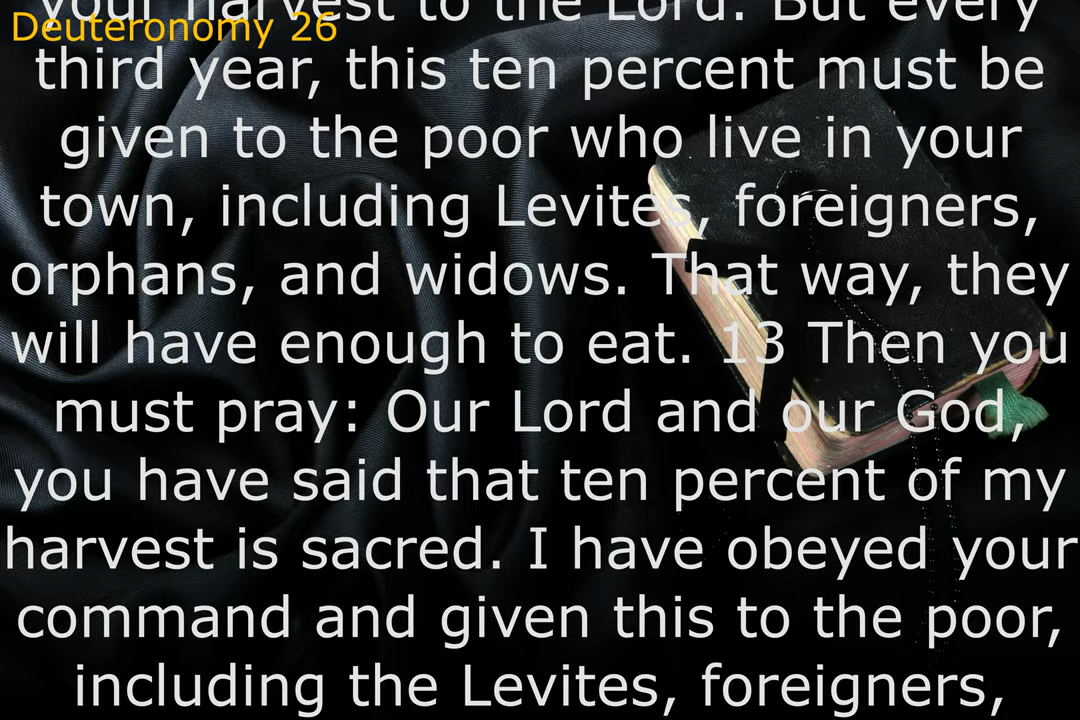 your harvest to the Lord. But every
Deuteronomy 26
third year, this ten percent must be
given to the poor who live in your
town, including Levites, foreigners,
orphans, and widows. That way, they
will have enough to eat. 13 Then you
must pray: Our Lord and our God,
you have said that ten percent of my
harvest is sacred. I have obeyed your
command and given this to the poor,
including the Levites, foreigners,